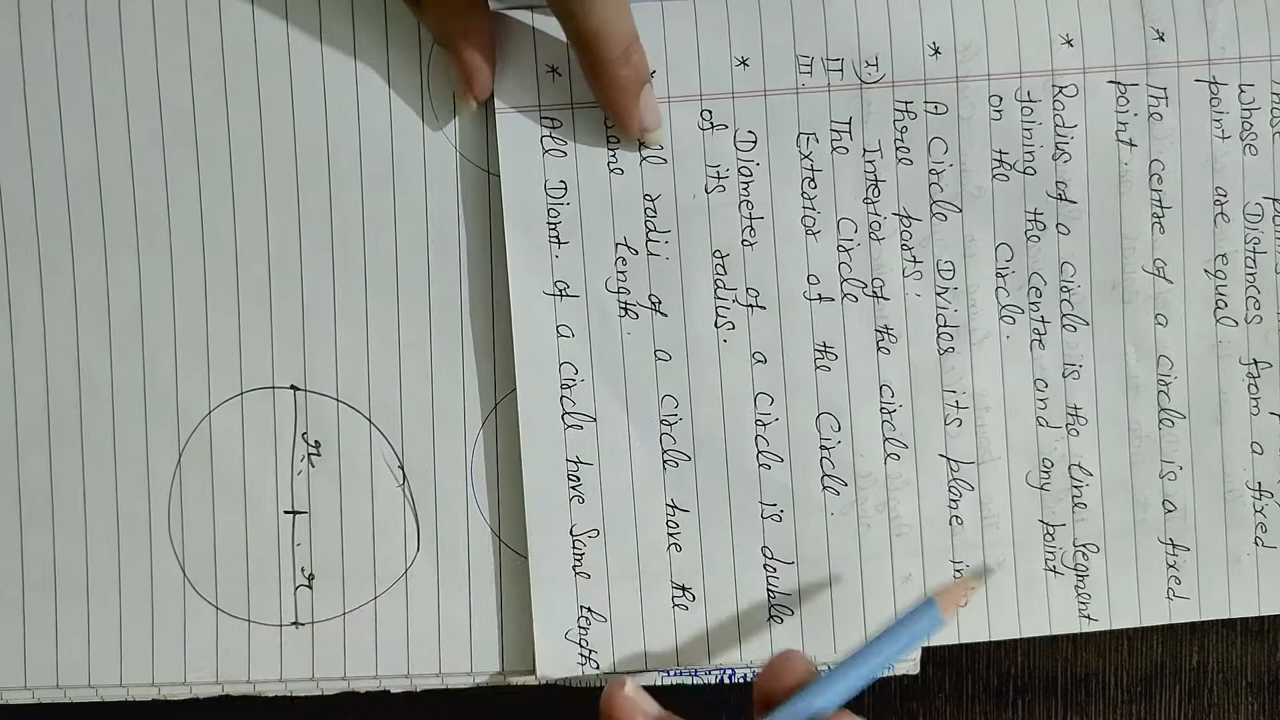 whose Distances from a fixed
point are equal.
* The centre of a circle is a fixed
point.
* Radius of a circle is the line segment
Joining the centre and any point
on the Circle.
* A Circle Divides its plane in
three parts:
I) Interior of the circle
II The Circle
III. Exterior of the Circle.
* Diameter of a circle is double
of its radius.
radii of a circle have the
same length.
* All Diamt. of a circle have Same length
r r